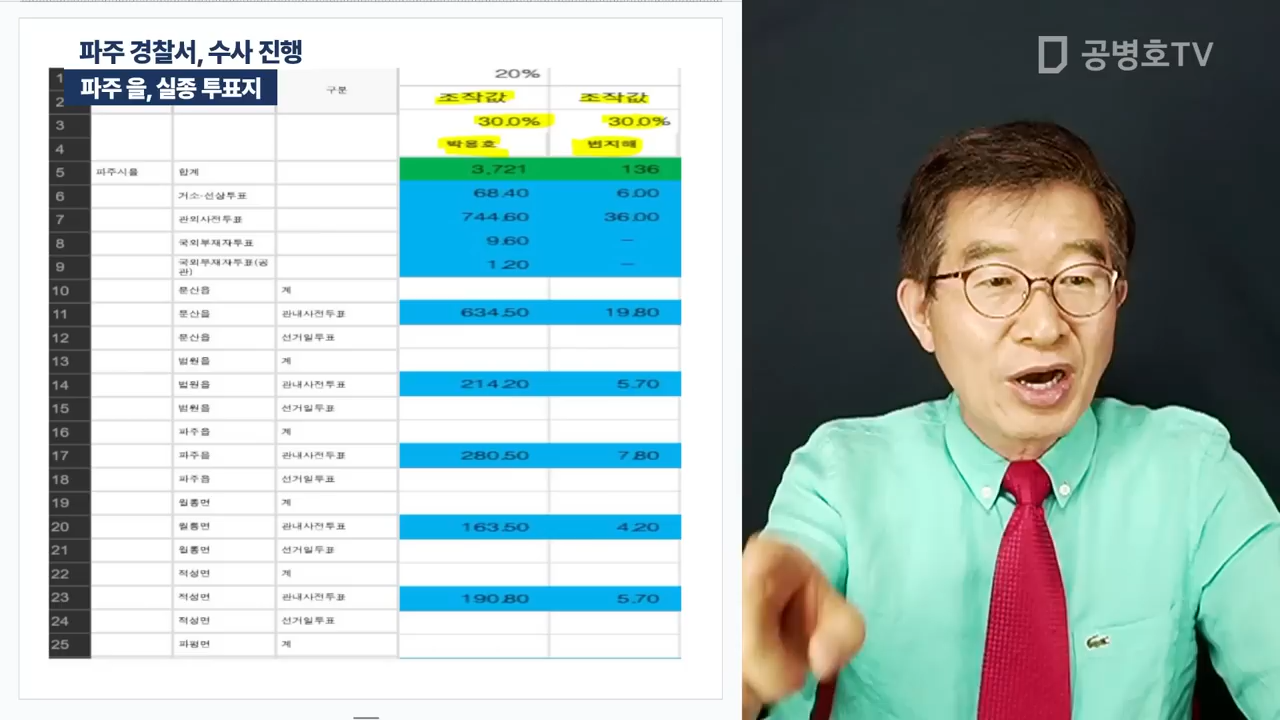 파주 경찰서, 수사 진행
파주 을, 실종 투표지
공병호TV
1 20%
2 구분 조작값 조작값
3 30.0% 30.0%
4 박용호 변지해
5 파주시을 합계 3,721 136
6 거소·선상투표 68.40 6.00
7 관외사전투표 744.60 36.00
8 국외부재자투표 9.60 –
9 국외부재자투표(공관) 1.20 –
10 문산읍 계
11 문산읍 관내사전투표 634.50 19.80
12 문산읍 선거일투표
13 법원읍 계
14 법원읍 관내사전투표 214.20 5.70
15 법원읍 선거일투표
16 파주읍 계
17 파주읍 관내사전투표 280.50 7.80
18 파주읍 선거일투표
19 월롱면 계
20 월롱면 관내사전투표 163.50 4.20
21 월롱면 선거일투표
22 적성면 계
23 적성면 관내사전투표 190.80 5.70
24 적성면 선거일투표
25 파평면 계